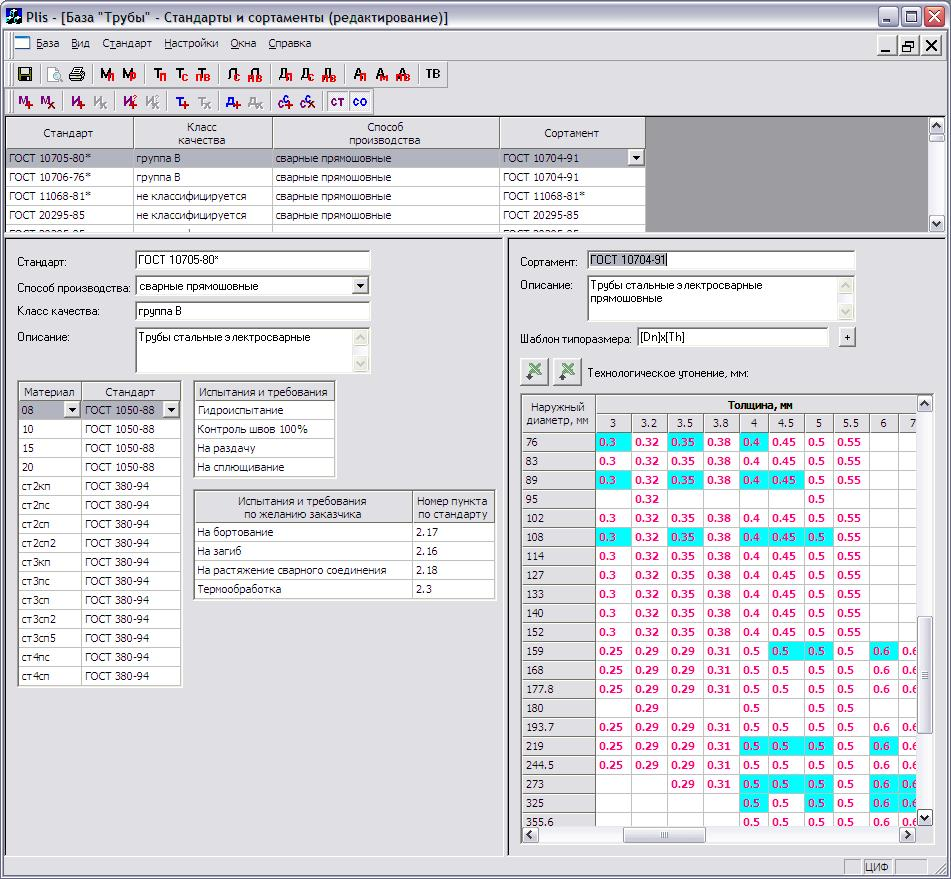 Plis - [База "Трубы" - Стандарты и сортаменты (редактирование)]
База Вид Стандарт Настройки Окна Справка
Мп Мр Тп Тс Тпв Лс Лпв Дп Дс Дпв Ап Ам Апв ТВ
СТ СО
Стандарт Класс качества Способ производства Сортамент
ГОСТ 10705-80* группа В сварные прямошовные ГОСТ 10704-91
ГОСТ 10706-76* группа В сварные прямошовные ГОСТ 10704-91
ГОСТ 11068-81* не классифицируется сварные прямошовные ГОСТ 11068-81*
ГОСТ 20295-85 не классифицируется сварные прямошовные ГОСТ 20295-85
Стандарт: ГОСТ 10705-80*
Способ производства: сварные прямошовные
Класс качества: группа В
Описание: Трубы стальные электросварные
Материал Стандарт
08 ГОСТ 1050-88
10 ГОСТ 1050-88
15 ГОСТ 1050-88
20 ГОСТ 1050-88
ст2кп ГОСТ 380-94
ст2пс ГОСТ 380-94
ст2сп ГОСТ 380-94
ст2сп2 ГОСТ 380-94
ст3кп ГОСТ 380-94
ст3пс ГОСТ 380-94
ст3сп ГОСТ 380-94
ст3сп2 ГОСТ 380-94
ст3сп5 ГОСТ 380-94
ст4пс ГОСТ 380-94
ст4сп ГОСТ 380-94
Испытания и требования
Гидроиспытание
Контроль швов 100%
На раздачу
На сплющивание
Испытания и требования по желанию заказчика Номер пункта по стандарту
На бортование 2.17
На загиб 2.16
На растяжение сварного соединения 2.18
Термообработка 2.3
Сортамент: ГОСТ 10704-91
Описание: Трубы стальные электросварные
прямошовные
Шаблон типоразмера: [Dn]x[Th] +
Технологическое утонение, мм:
Наружный диаметр, мм Толщина, мм
3 3.2 3.5 3.8 4 4.5 5 5.5 6 7
76 0.3 0.32 0.35 0.38 0.4 0.45 0.5 0.55
83 0.3 0.32 0.35 0.38 0.4 0.45 0.5 0.55
89 0.3 0.32 0.35 0.38 0.4 0.45 0.5 0.55
95 0.32 0.5
102 0.3 0.32 0.35 0.38 0.4 0.45 0.5 0.55
108 0.3 0.32 0.35 0.38 0.4 0.45 0.5 0.55
114 0.3 0.32 0.35 0.38 0.4 0.45 0.5 0.55
127 0.3 0.32 0.35 0.38 0.4 0.45 0.5 0.55
133 0.3 0.32 0.35 0.38 0.4 0.45 0.5 0.55
140 0.3 0.32 0.35 0.38 0.4 0.45 0.5 0.55
152 0.3 0.32 0.35 0.38 0.4 0.45 0.5 0.55
159 0.25 0.29 0.29 0.31 0.5 0.5 0.5 0.5 0.6 0.6
168 0.25 0.29 0.29 0.31 0.5 0.5 0.5 0.5 0.6 0.6
177.8 0.25 0.29 0.29 0.31 0.5 0.5 0.5 0.5 0.6 0.6
180 0.29 0.5 0.5 0.5
193.7 0.25 0.29 0.29 0.31 0.5 0.5 0.5 0.5 0.6 0.6
219 0.25 0.29 0.29 0.31 0.5 0.5 0.5 0.5 0.6 0.6
244.5 0.25 0.29 0.29 0.31 0.5 0.5 0.5 0.5 0.6 0.6
273 0.29 0.31 0.5 0.5 0.5 0.5 0.6 0.6
325 0.5 0.5 0.5 0.5 0.6 0.6
355.6 0.5 0.5 0.5 0.5 0.6 0.6
ЦИФ